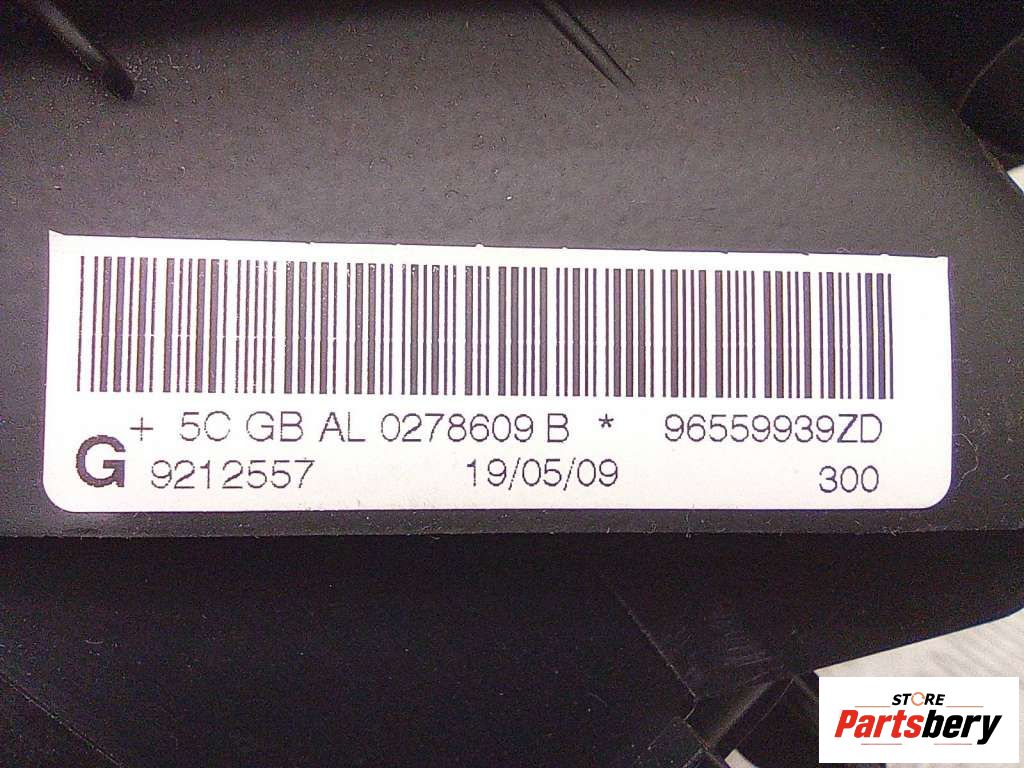 + 5C GB AL 0278609 B * 96559939ZD
G 9212557 19/05/09 300
STORE
Partsbery